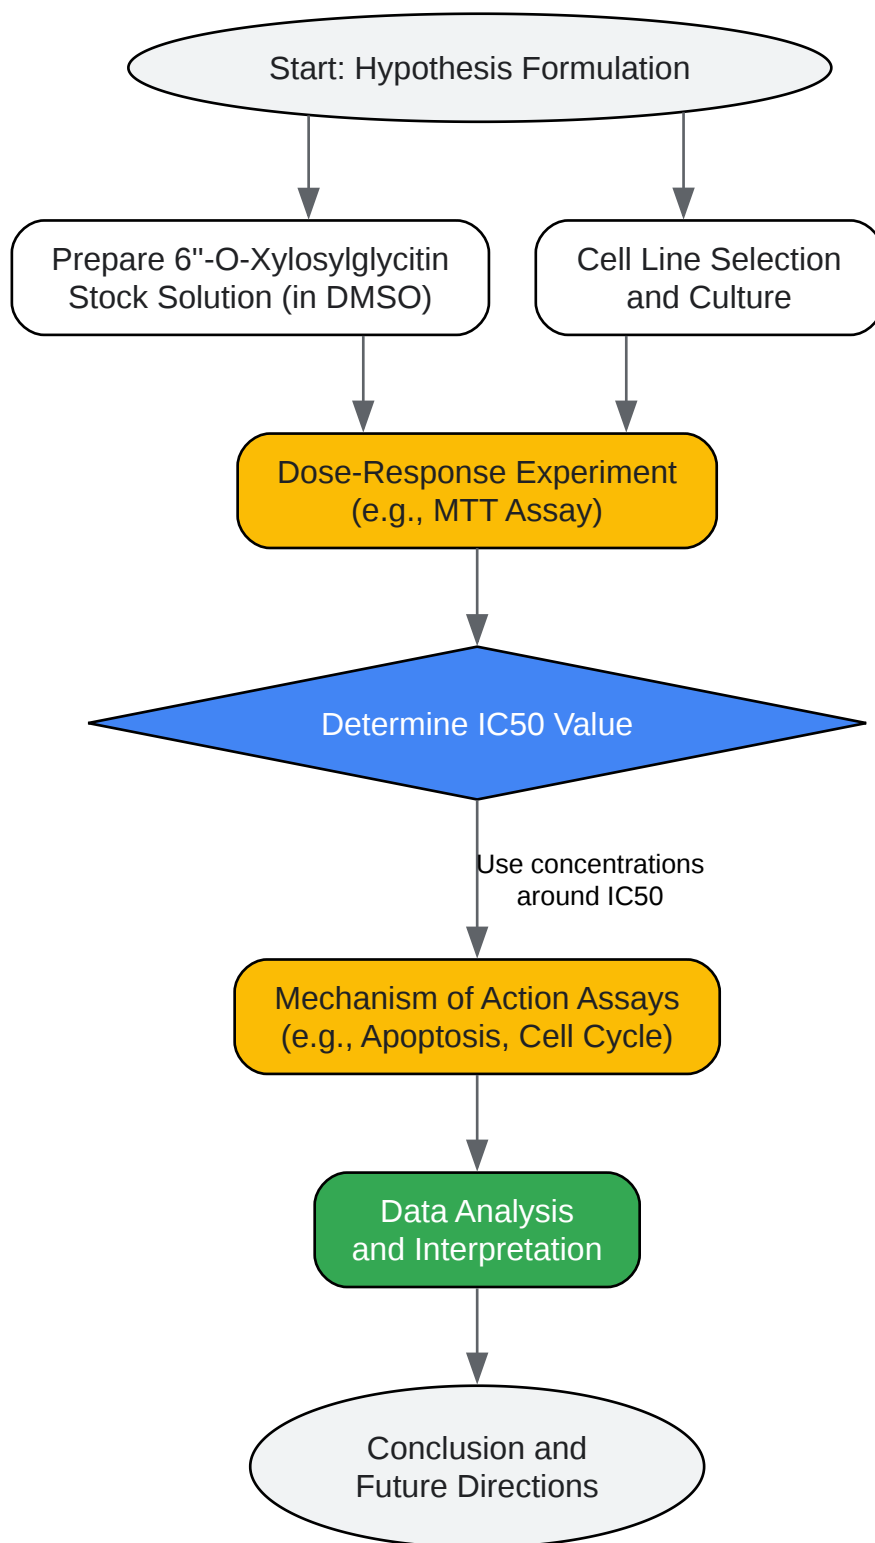 Start: Hypothesis Formulation
Prepare 6"-O-Xylosylglycitin
Stock Solution (in DMSO)
Cell Line Selection
and Culture
Dose-Response Experiment
(e.g., MTT Assay)
Determine IC50 Value
Use concentrations
around IC50
Mechanism of Action Assays
(e.g., Apoptosis, Cell Cycle)
Data Analysis
and Interpretation
Conclusion and
Future Directions